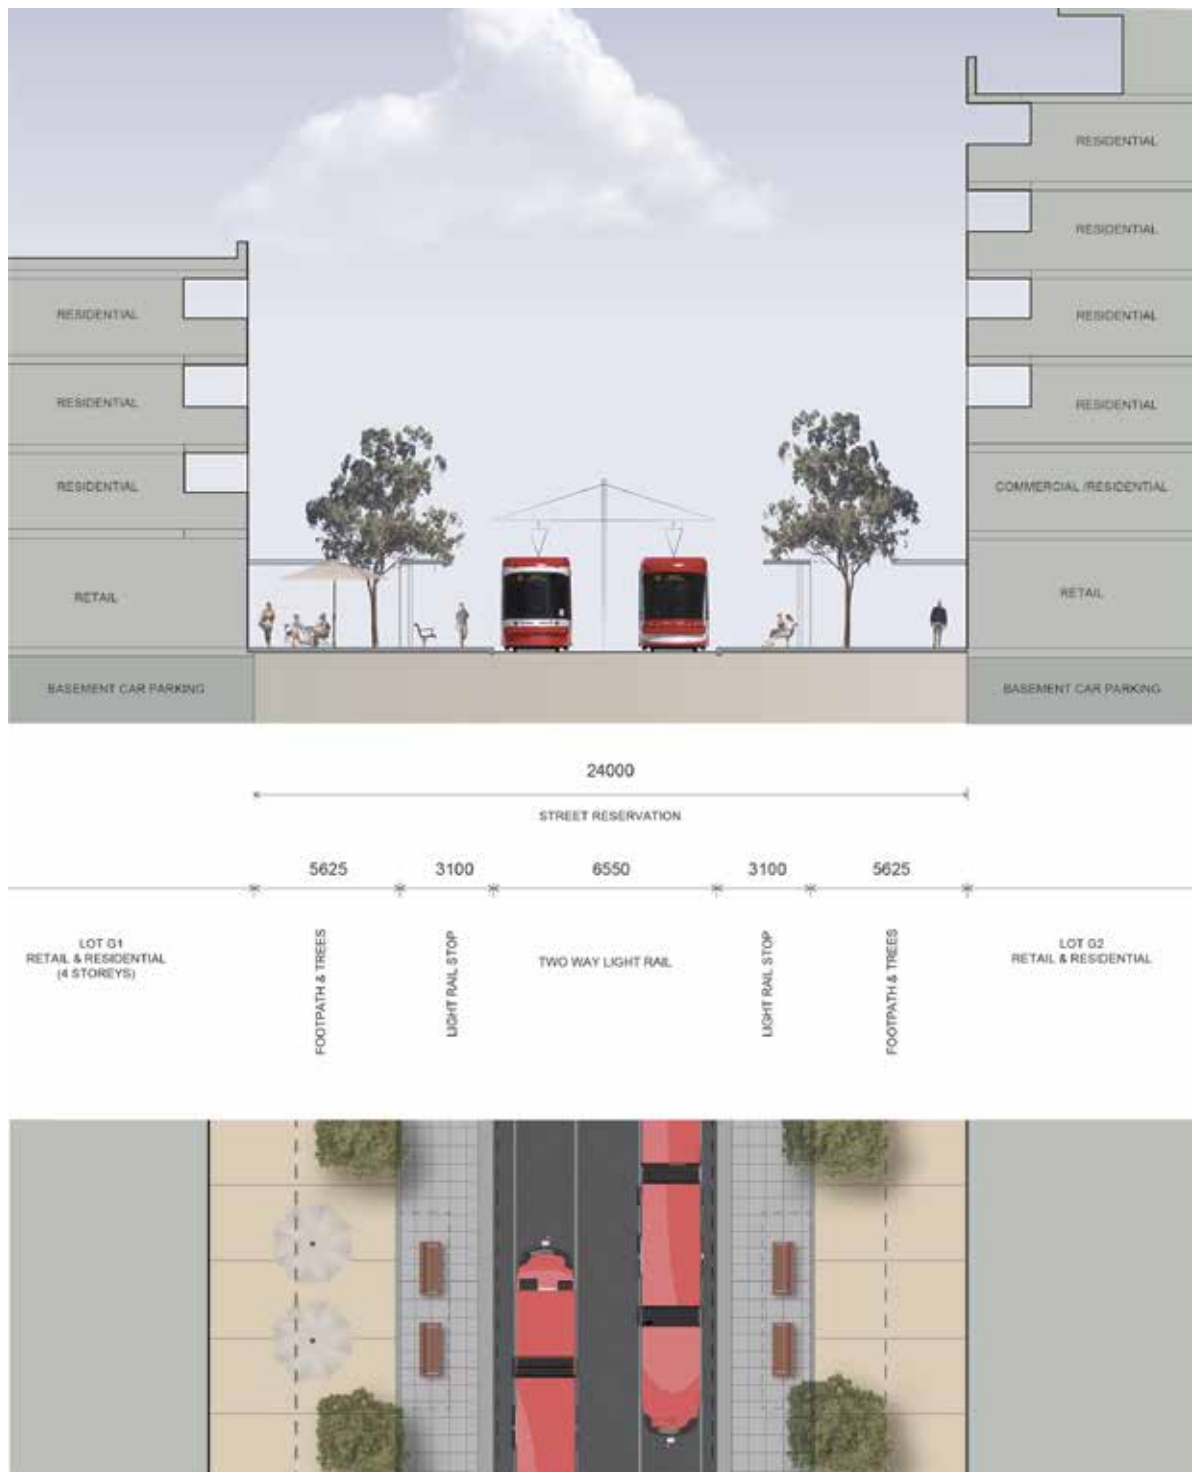 RESIDENTIAL
RESIDENTIAL
RESIDENTIAL
RESIDENTIAL
RESIDENTIAL
RESIDENTIAL
RESIDENTIAL
RESIDENTIAL
COMMERCIAL /RESIDENTIAL
RETAIL
RETAIL
BASEMENT CAR PARKING
BASEMENT CAR PARKING
24000
STREET RESERVATION
5625
3100
6550
3100
5625
LOT G1
RETAIL & RESIDENTIAL
(4 STOREYS)
FOOTPATH & TREES
LIGHT RAIL STOP
TWO WAY LIGHT RAIL
LIGHT RAIL STOP
FOOTPATH & TREES
LOT G2
RETAIL & RESIDENTIAL